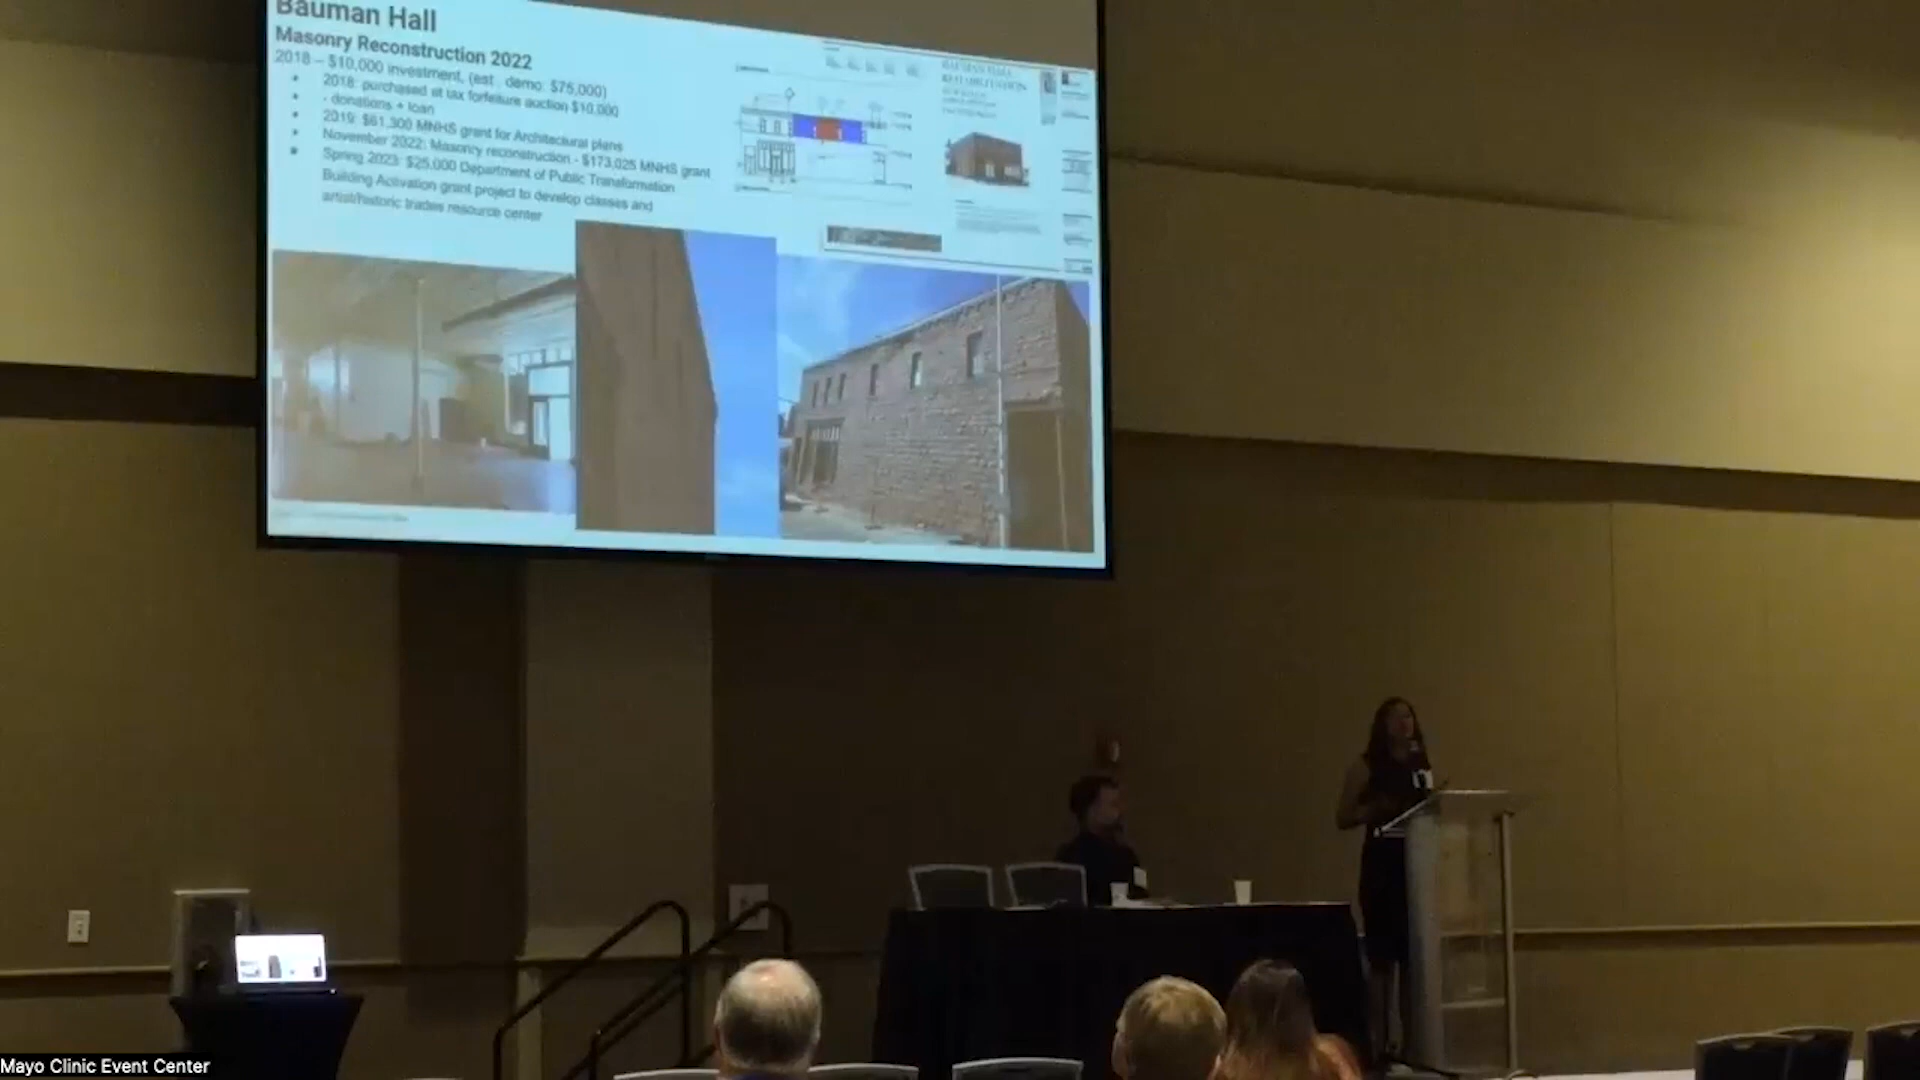 Bauman Hall
Masonry Reconstruction 2022
2018 – $10,000 investment, (est. demo: $75,000)
• 2018: purchased at tax forfeiture auction $10,000
• - donations + loan
• 2019: $61,300 MNHS grant for Architectural plans
• November 2022: Masonry reconstruction - $173,025 MNHS grant
• Spring 2023: $25,000 Department of Public Transformation
Building Activation grant project to develop classes and
artist/historic trades resource center
BAUMAN HALL
REHABILITATION
Mayo Clinic Event Center